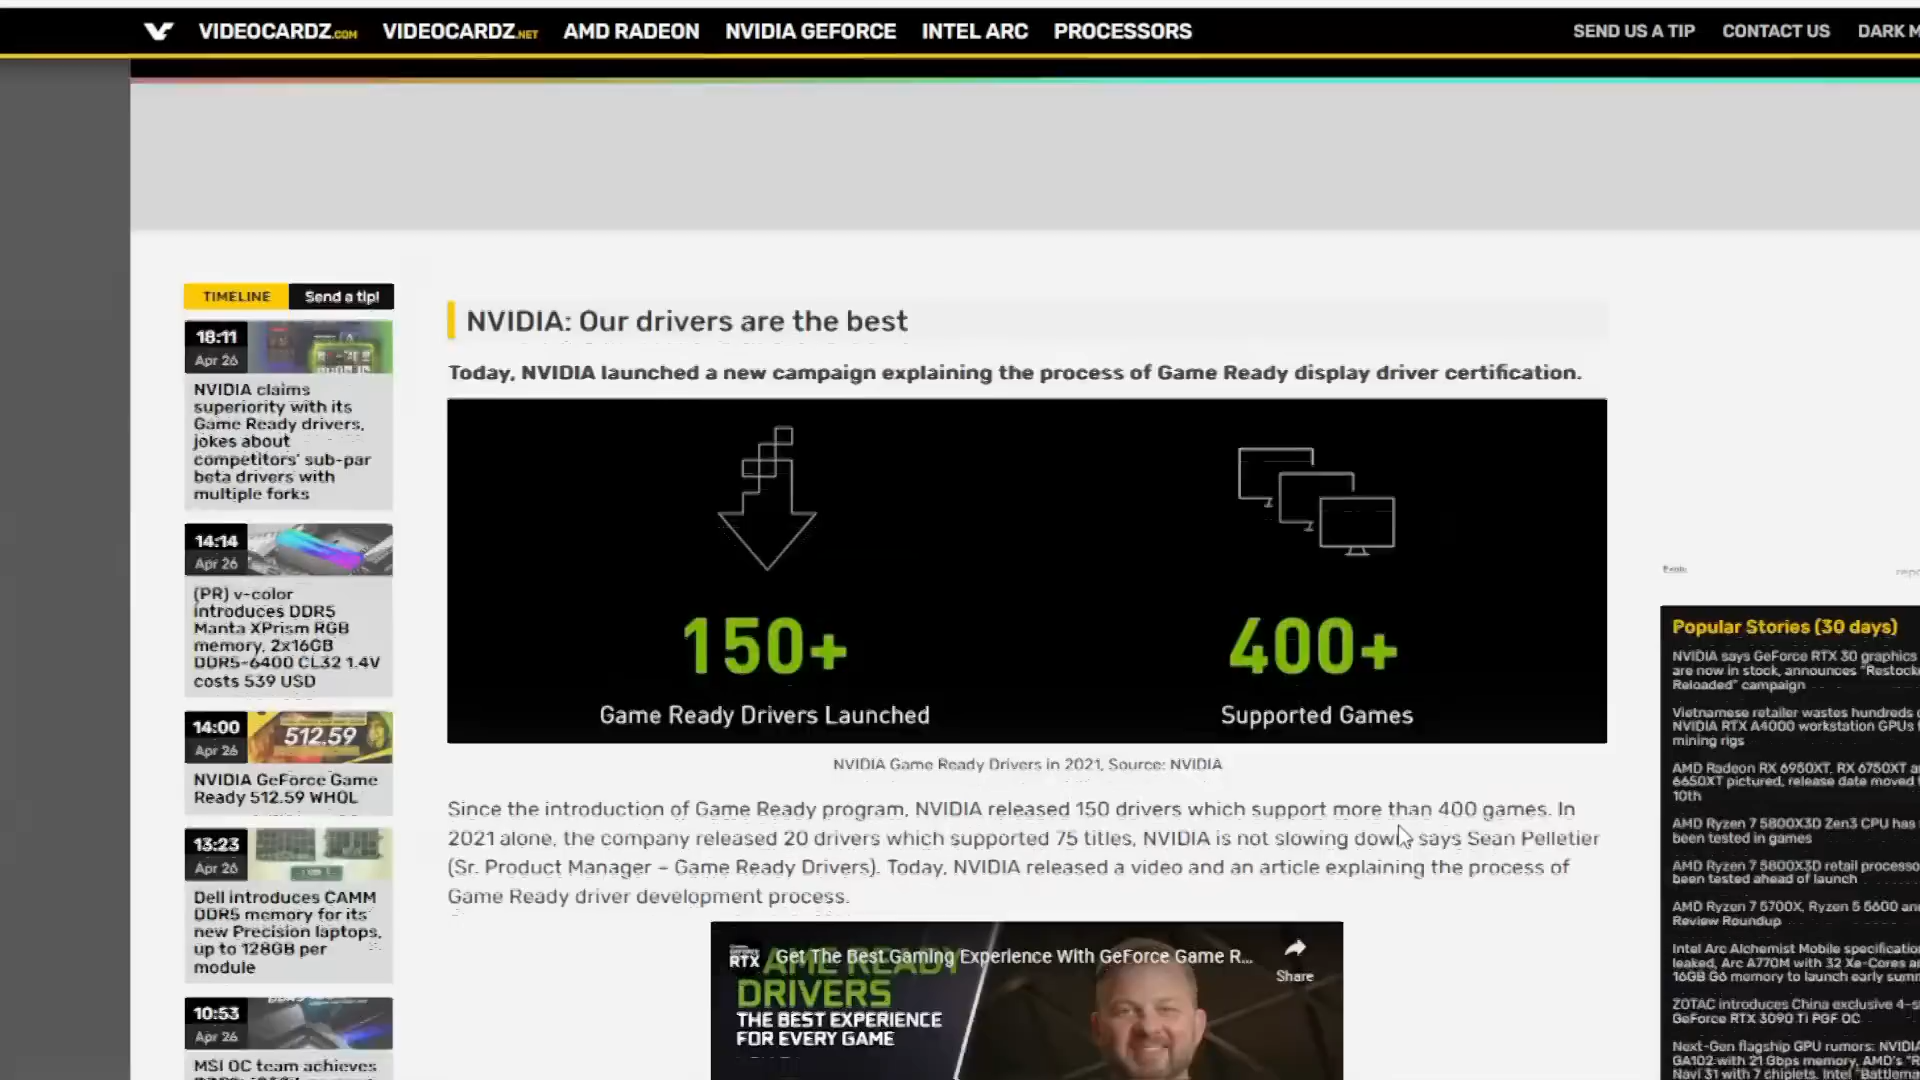 VIDEOCARDZ.COM VIDEOCARDZ.NET AMD RADEON NVIDIA GEFORCE INTEL ARC PROCESSORS SEND US A TIP CONTACT US DARK M
TIMELINE Send a tip!
18:11
Apr 26
NVIDIA claims
superiority with its
Game Ready drivers,
jokes about
competitors' sub-par
beta drivers with
multiple forks
14:14
Apr 26
(PR) v-color
introduces DDR5
Manta XPrism RGB
memory, 2x16GB
DDR5-6400 CL32 1.4V
costs 539 USD
14:00
Apr 26
512.59
NVIDIA GeForce Game
Ready 512.59 WHQL
13:23
Apr 26
Dell introduces CAMM
DDR5 memory for its
new Precision laptops,
up to 128GB per
module
10:53
Apr 26
MSI OC team achieves
NVIDIA: Our drivers are the best
Today, NVIDIA launched a new campaign explaining the process of Game Ready display driver certification.
150+
Game Ready Drivers Launched
400+
Supported Games
NVIDIA Game Ready Drivers in 2021, Source: NVIDIA
Since the introduction of Game Ready program, NVIDIA released 150 drivers which support more than 400 games. In
2021 alone, the company released 20 drivers which supported 75 titles, NVIDIA is not slowing down says Sean Pelletier
(Sr. Product Manager – Game Ready Drivers). Today, NVIDIA released a video and an article explaining the process of
Game Ready driver development process.
RTX Get The Best Gaming Experience With GeForce Game R...
Share
GAME READY
DRIVERS
THE BEST EXPERIENCE
FOR EVERY GAME
Popular Stories (30 days)
NVIDIA says GeForce RTX 30 graphics
are now in stock, announces "Restocke
Reloaded" campaign
Vietnamese retailer wastes hundreds o
NVIDIA RTX A4000 workstation GPUs
mining rigs
AMD Radeon RX 6950XT, RX 6750XT a
6650XT pictured, release date moved
10th
AMD Ryzen 7 5800X3D Zen3 CPU has
been tested in games
AMD Ryzen 7 5800X3D retail processo
been tested ahead of launch
AMD Ryzen 7 5700X, Ryzen 5 5600 an
Review Roundup
Intel Arc Alchemist Mobile specificatio
leaked, Arc A770M with 32 Xe-Cores a
16GB G6 memory to launch early summ
ZOTAC introduces China exclusive 4-s
GeForce RTX 3090 Ti PGF OC
Next-Gen flagship GPU rumors: NVIDIA
GA102 with 21 Gbps memory, AMD's "R
Navi 31 with 7 chiplets, Intel "Battlema